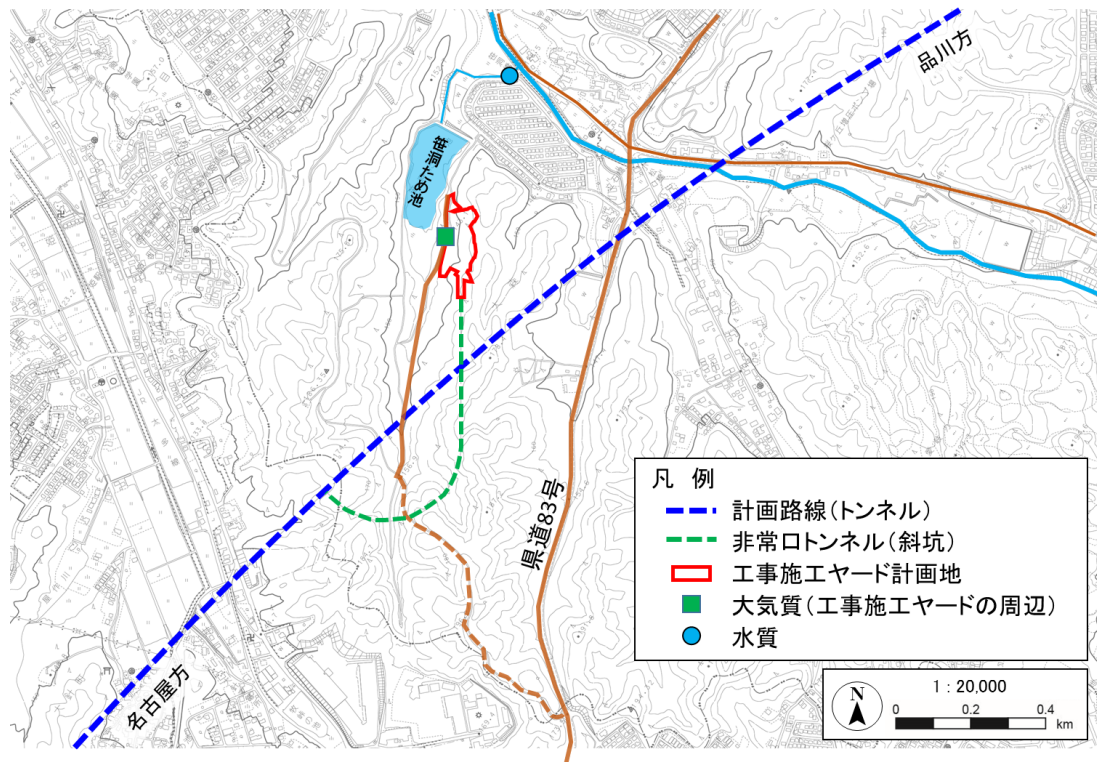 品川方
笹洞ため池
県道83号
名古屋方
凡 例
計画路線(トンネル)
非常口トンネル(斜坑)
工事施工ヤード計画地
大気質(工事施工ヤードの周辺)
水質
N
1:20,000
0 0.2 0.4
km